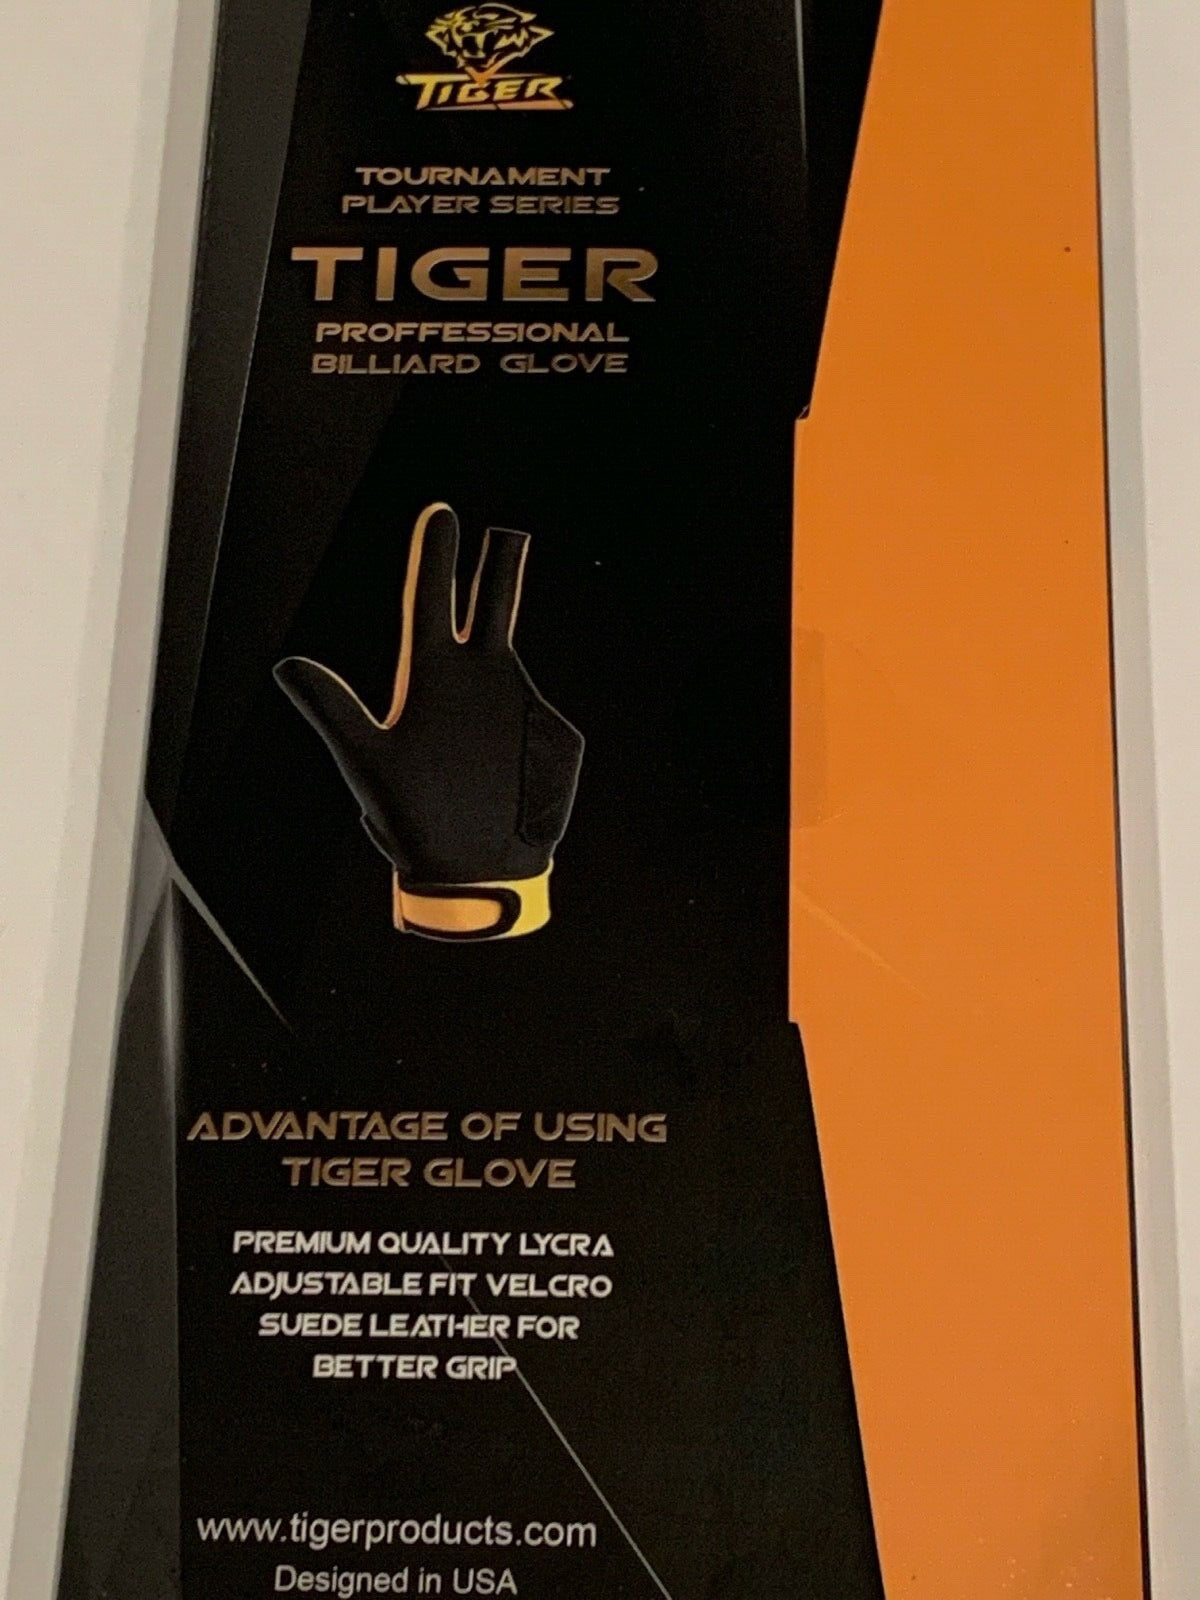 TIGER
TOURNAMENT
PLAYER SERIES
TIGER
PROFFESSIONAL
BILLIARD GLOVE
ADVANTAGE OF USING
TIGER GLOVE
PREMIUM QUALITY LYCRA
ADJUSTABLE FIT VELCRO
SUEDE LEATHER FOR
BETTER GRIP
www.tigerproducts.com
Designed in USA